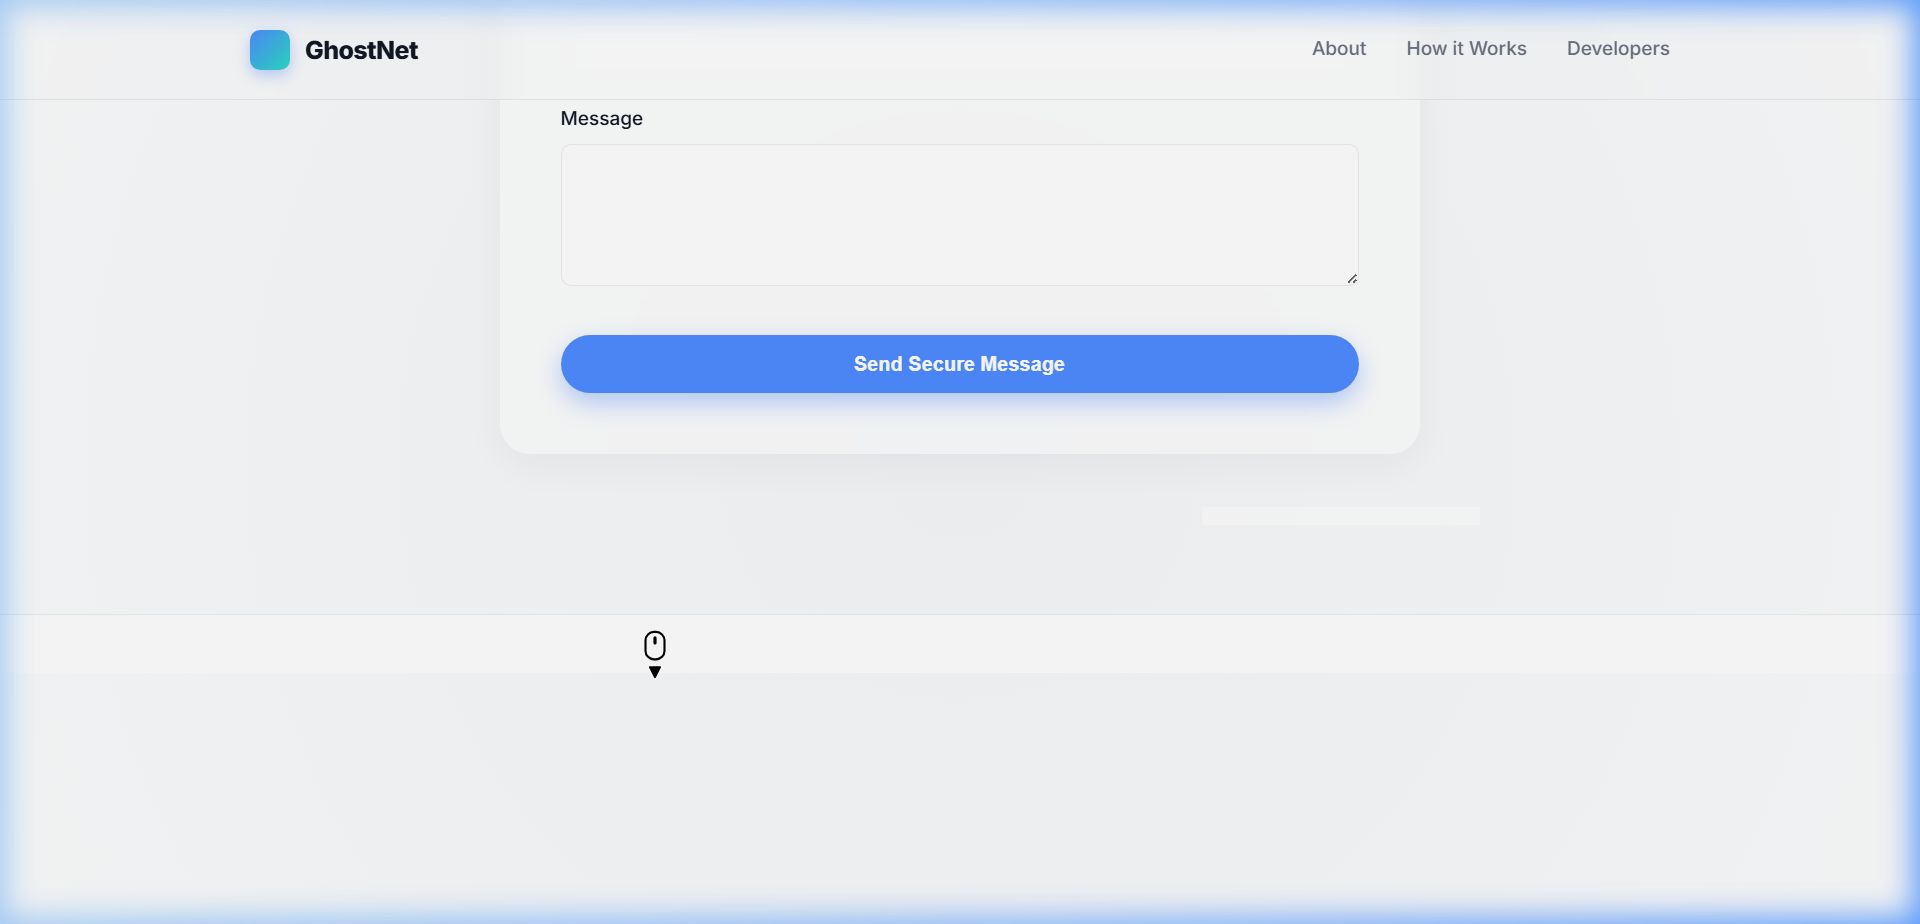 GhostNet
About
How it Works
Developers
Message
Send Secure Message